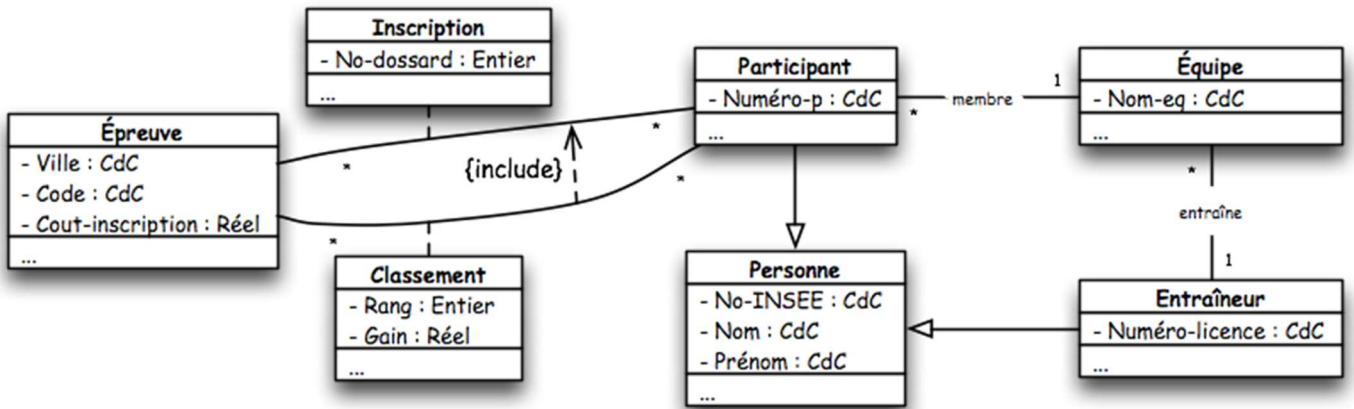 Inscription
- No-dossard : Entier
...
Épreuve
- Ville : CdC
- Code : CdC
- Cout-inscription : Réel
...
*
*
{include}
*
*
Classement
- Rang : Entier
- Gain : Réel
...
Participant
- Numéro-p : CdC
...
*
membre
1
Équipe
- Nom-eq : CdC
...
*
entraîne
1
Personne
- No-INSEE : CdC
- Nom : CdC
- Prénom : CdC
...
Entraîneur
- Numéro-licence : CdC
...